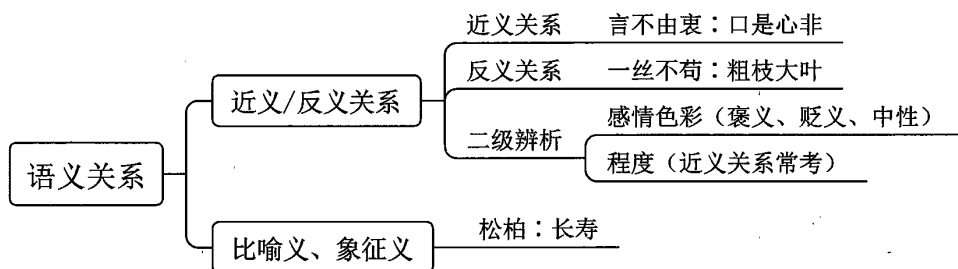 语义关系
近义/反义关系
近义关系 言不由衷：口是心非
反义关系 一丝不苟：粗枝大叶
二级辨析
感情色彩（褒义、贬义、中性）
程度（近义关系常考）
比喻义、象征义
松柏：长寿